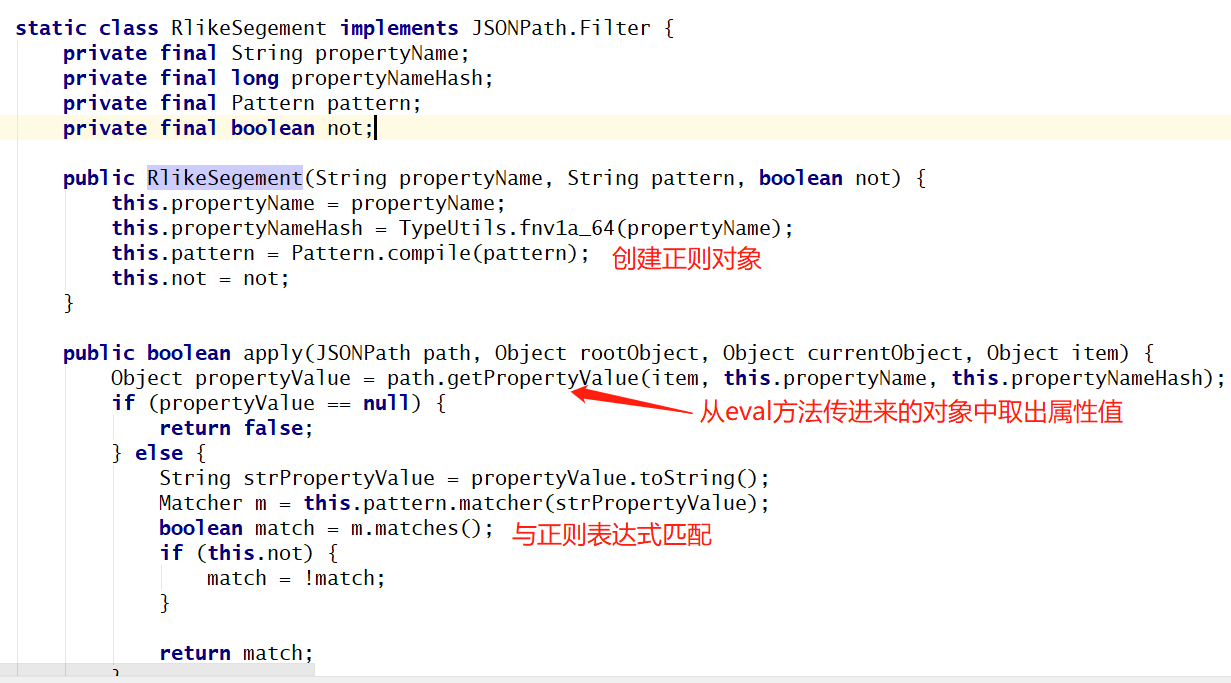 static class RlikeSegement implements JSONPath.Filter {
private final String propertyName;
private final long propertyNameHash;
private final Pattern pattern;
private final boolean not;
public RlikeSegement(String propertyName, String pattern, boolean not) {
this.propertyName = propertyName;
this.propertyNameHash = TypeUtils.fnv1a_64(propertyName);
this.pattern = Pattern.compile(pattern); 创建正则对象
this.not = not;
}
public boolean apply(JSONPath path, Object rootObject, Object currentObject, Object item) {
Object propertyValue = path.getPropertyValue(item, this.propertyName, this.propertyNameHash);
if (propertyValue == null) {
从eval方法传进来的对象中取出属性值
return false;
} else {
String strPropertyValue = propertyValue.toString();
Matcher m = this.pattern.matcher(strPropertyValue);
boolean match = m.matches(); 与正则表达式匹配
if (this.not) {
match = !match;
}
return match;
}